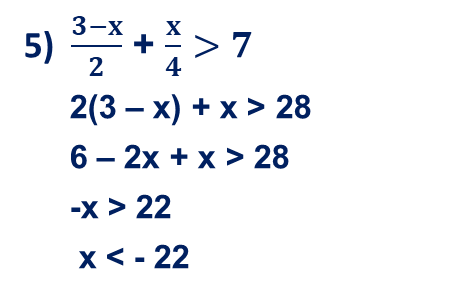 5) (3−x)/2 + x/4 > 7
2(3 – x) + x > 28
6 – 2x + x > 28
-x > 22
x < - 22